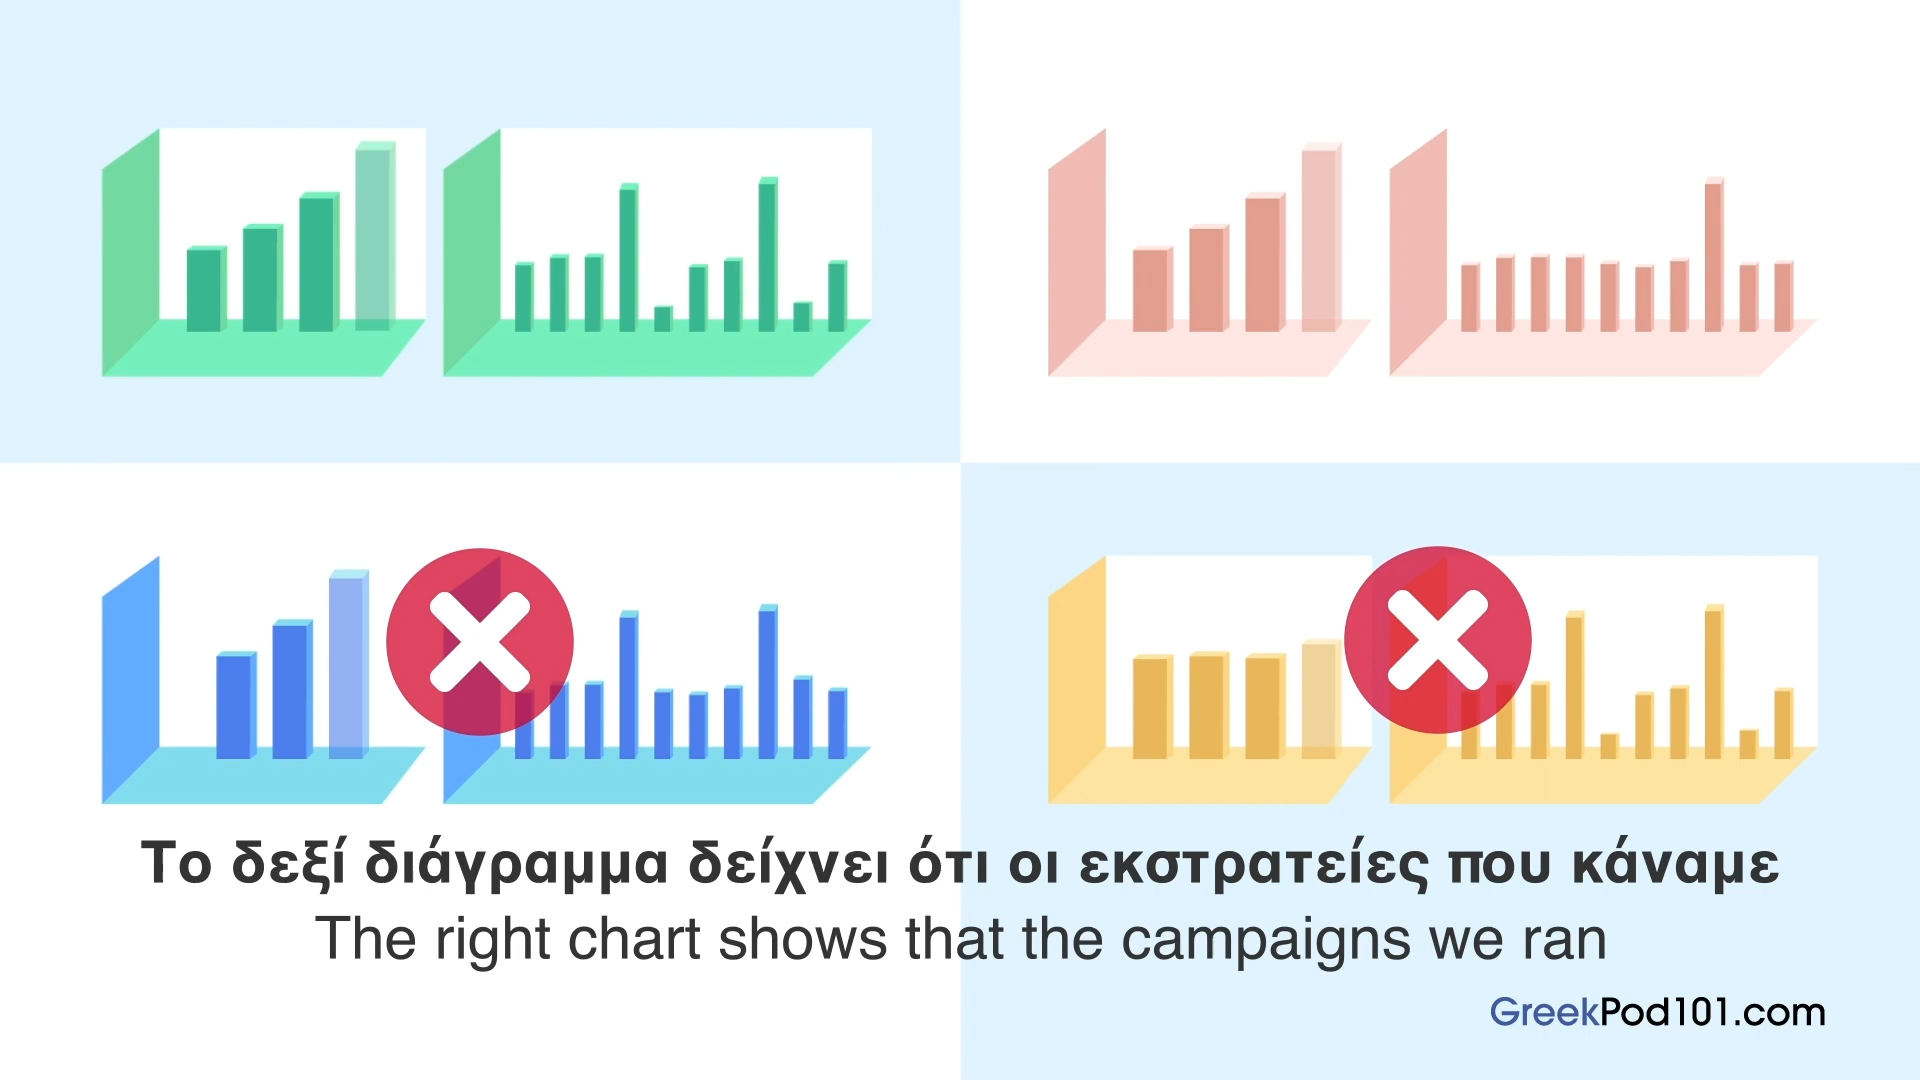 Το δεξί διάγραμμα δείχνει ότι οι εκστρατείες που κάναμε
The right chart shows that the campaigns we ran
GreekPod101.com